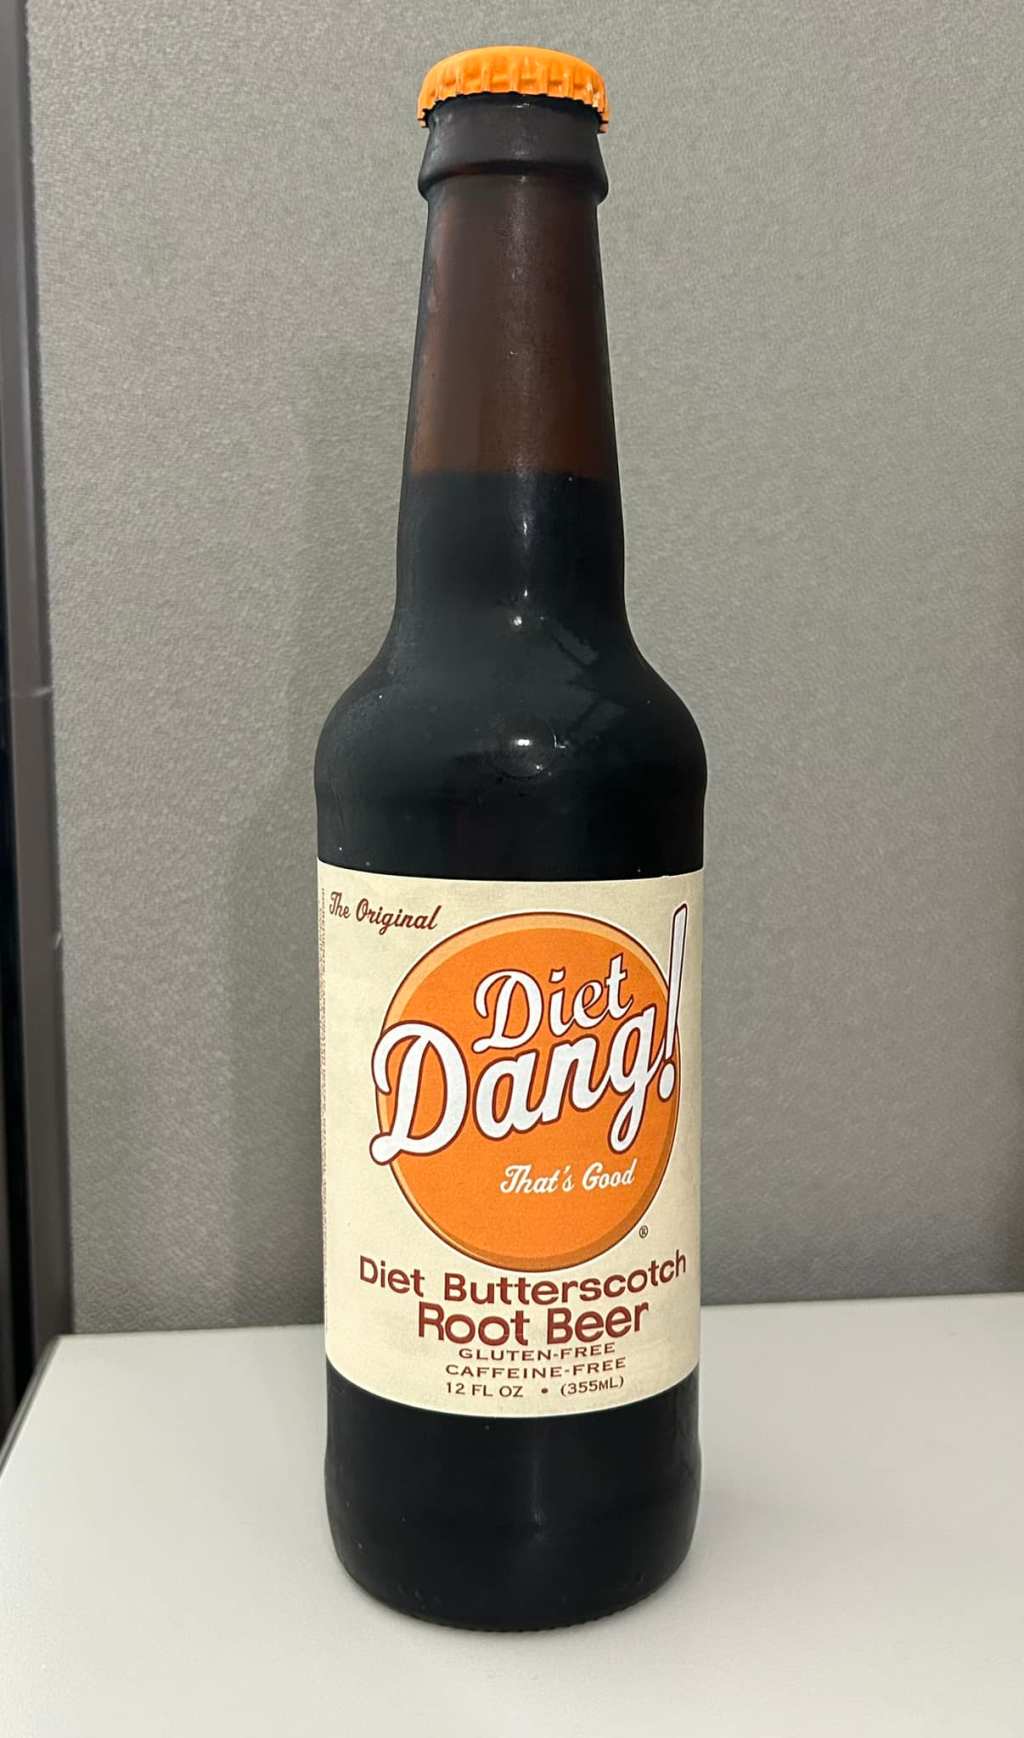 The Original
Diet
Dang!
That's Good
®
Diet Butterscotch
Root Beer
GLUTEN-FREE
CAFFEINE-FREE
12 FL OZ • (355mL)